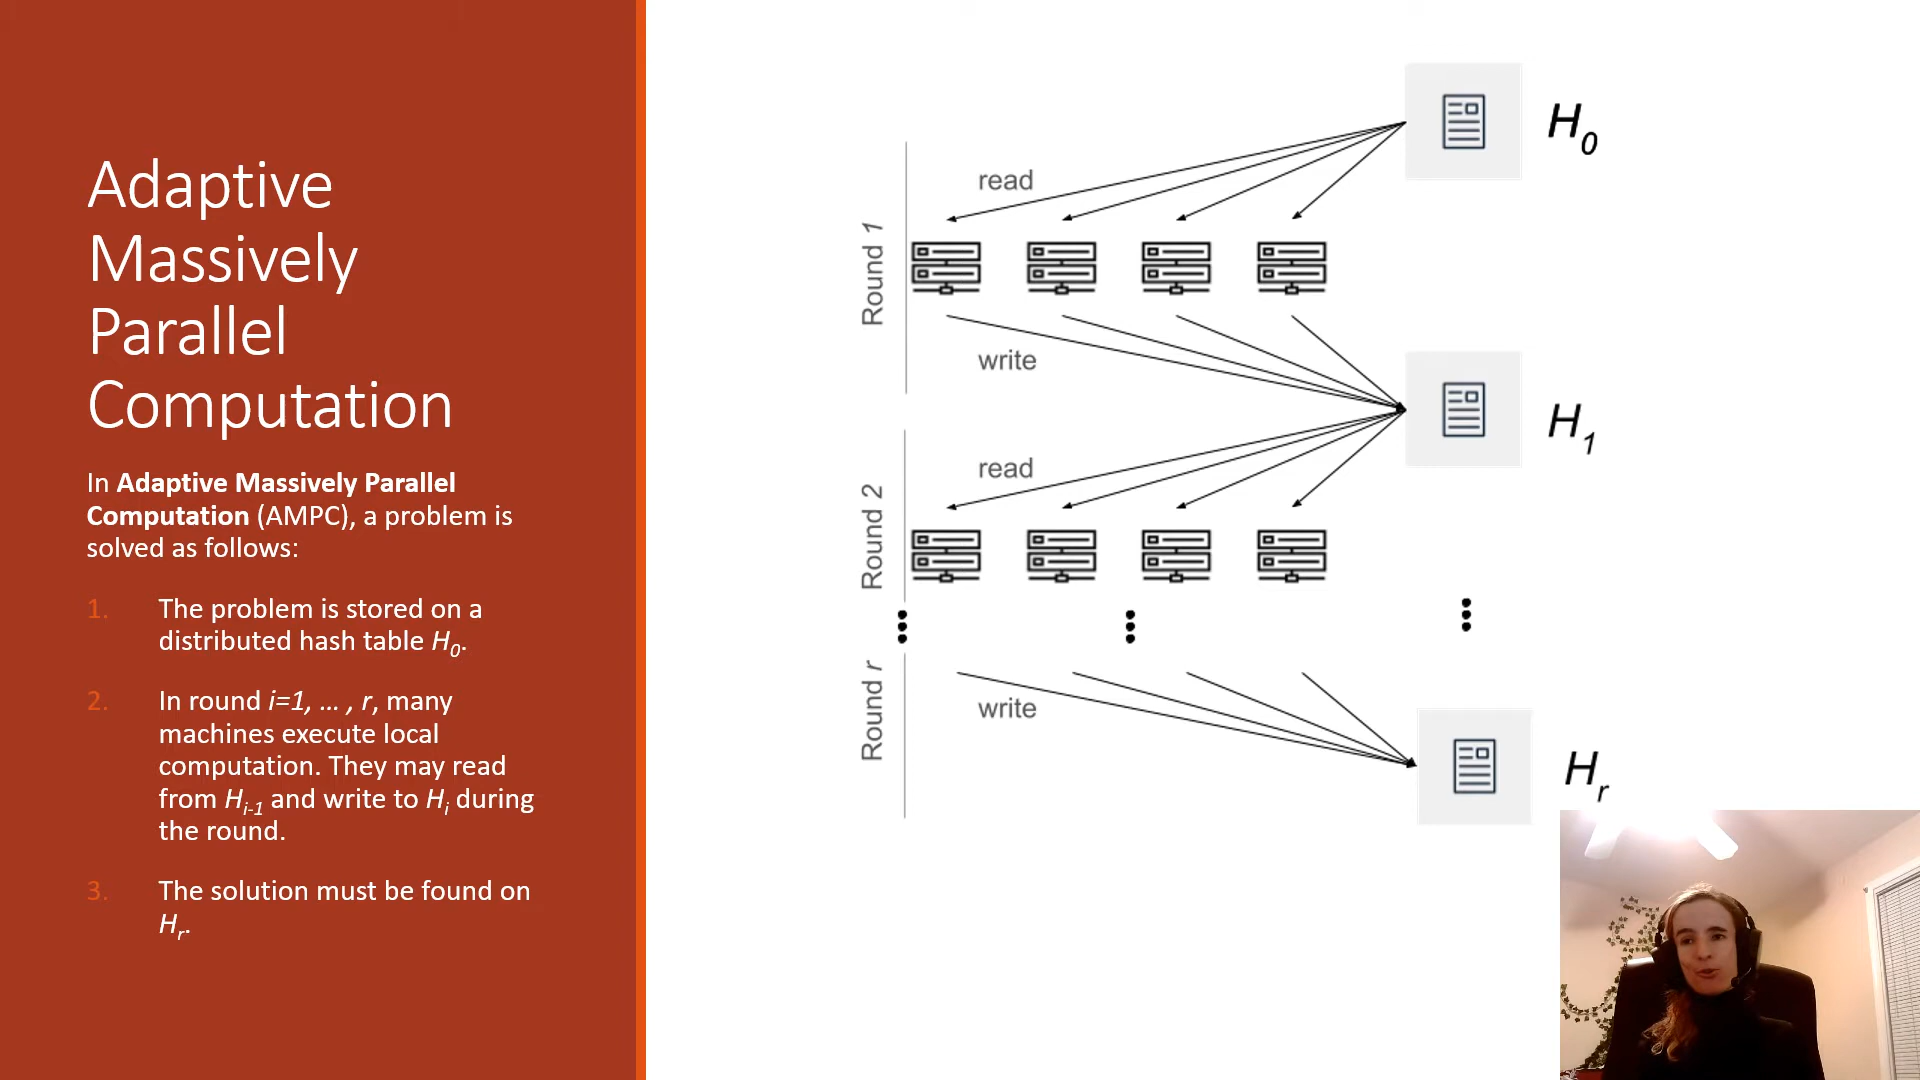 Adaptive
Massively
Parallel
Computation
In Adaptive Massively Parallel
Computation (AMPC), a problem is
solved as follows:
1. The problem is stored on a
distributed hash table H0.
2. In round i=1, … , r, many
machines execute local
computation. They may read
from Hi-1 and write to Hi during
the round.
3. The solution must be found on
Hr.
H0
read
Round 1
write
H1
read
Round 2
Round r
write
Hr